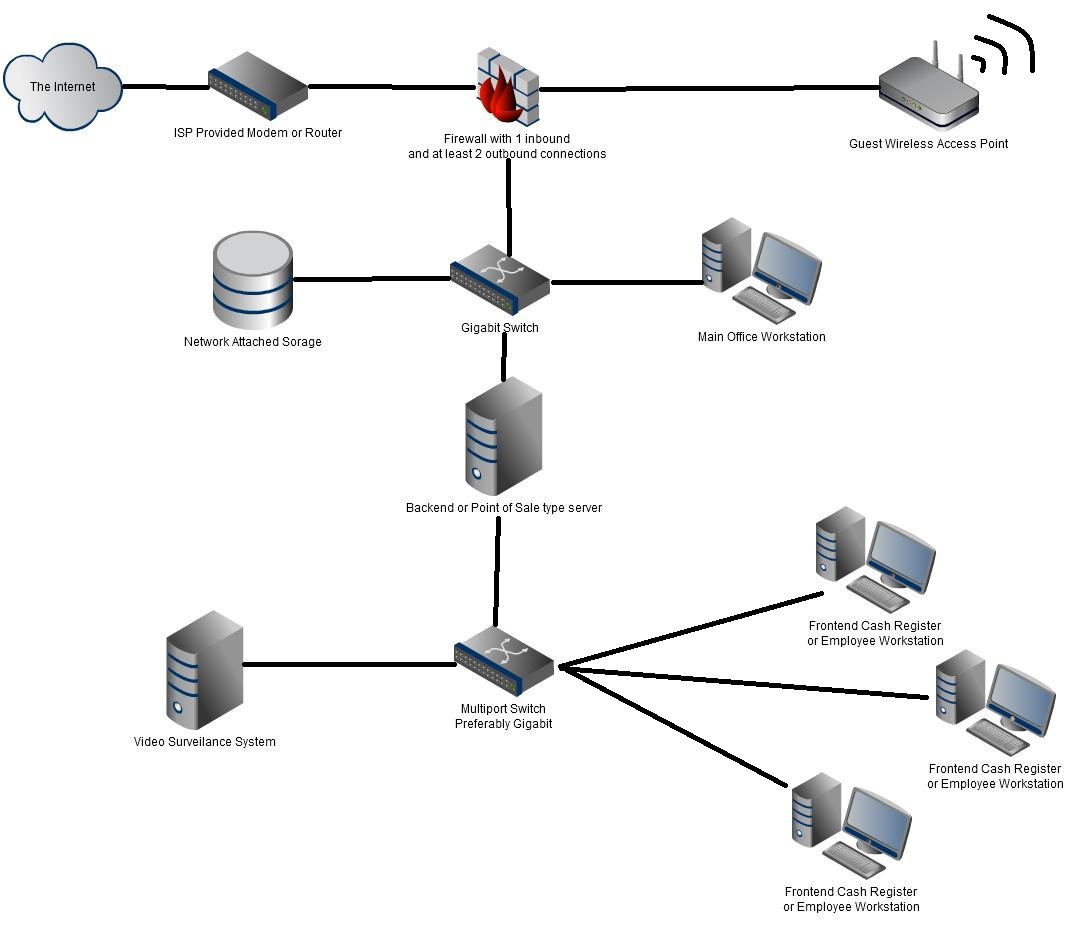 The Internet
ISP Provided Modem or Router
Firewall with 1 inbound
and at least 2 outbound connections
Guest Wireless Access Point
Network Attached Sorage
Gigabit Switch
Main Office Workstation
Backend or Point of Sale type server
Frontend Cash Register
or Employee Workstation
Video Surveilance System
Multiport Switch
Preferably Gigabit
Frontend Cash Register
or Employee Workstation
Frontend Cash Register
or Employee Workstation